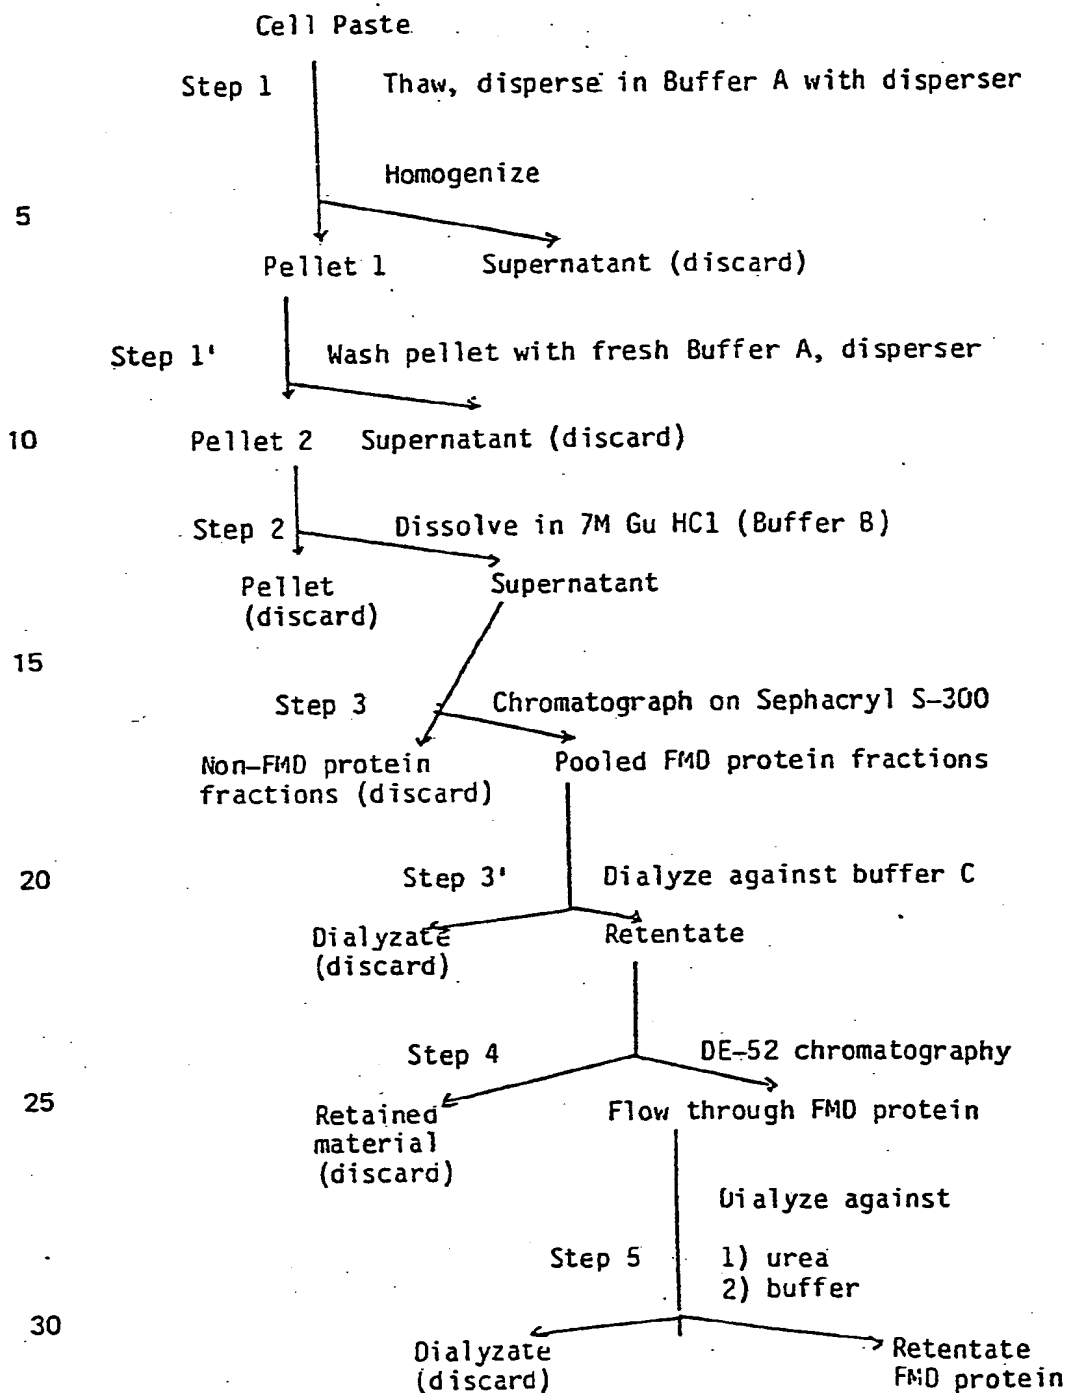 Cell Paste
Step 1 Thaw, disperse in Buffer A with disperser
Homogenize
5
Pellet 1 Supernatant (discard)
Step 1' Wash pellet with fresh Buffer A, disperser
10 Pellet 2 Supernatant (discard)
Step 2 Dissolve in 7M Gu HCl (Buffer B)
Pellet Supernatant
(discard)
15
Step 3 Chromatograph on Sephacryl S-300
Non-FMD protein Pooled FMD protein fractions
fractions (discard)
20 Step 3' Dialyze against buffer C
Dialyzate Retentate
(discard)
Step 4 DE-52 chromatography
25 Retained Flow through FMD protein
material
(discard)
Dialyze against
Step 5 1) urea
2) buffer
30
Dialyzate Retentate
(discard) FMD protein